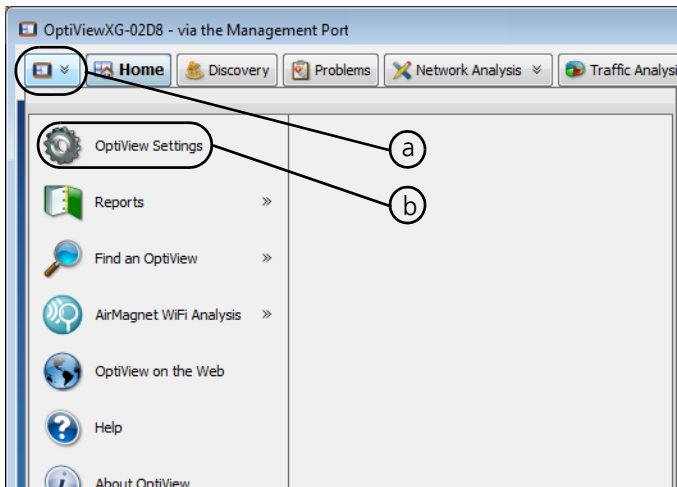 OptiViewXG-02D8 - via the Management Port
Home Discovery Problems Network Analysis Traffic Analysi
OptiView Settings
a
Reports
b
Find an OptiView
AirMagnet WiFi Analysis
OptiView on the Web
Help
About OptiView